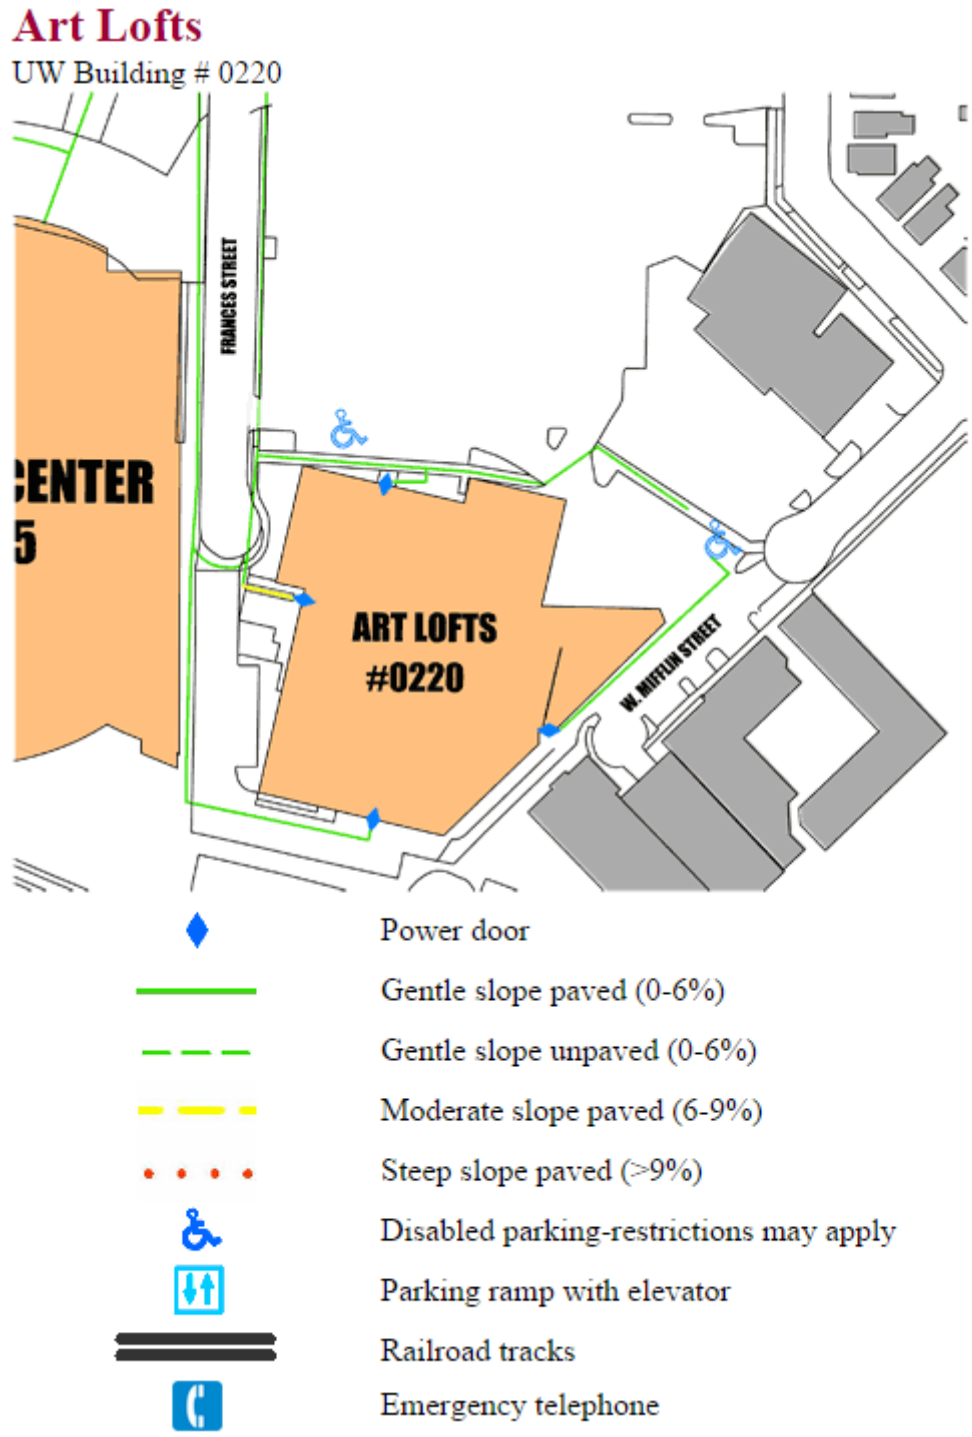 Art Lofts
UW Building # 0220
FRANCES STREET
CENTER
5
ART LOFTS
#0220
W. MIFFLIN STREET
Power door
Gentle slope paved (0-6%)
Gentle slope unpaved (0-6%)
Moderate slope paved (6-9%)
Steep slope paved (>9%)
Disabled parking-restrictions may apply
Parking ramp with elevator
Railroad tracks
Emergency telephone